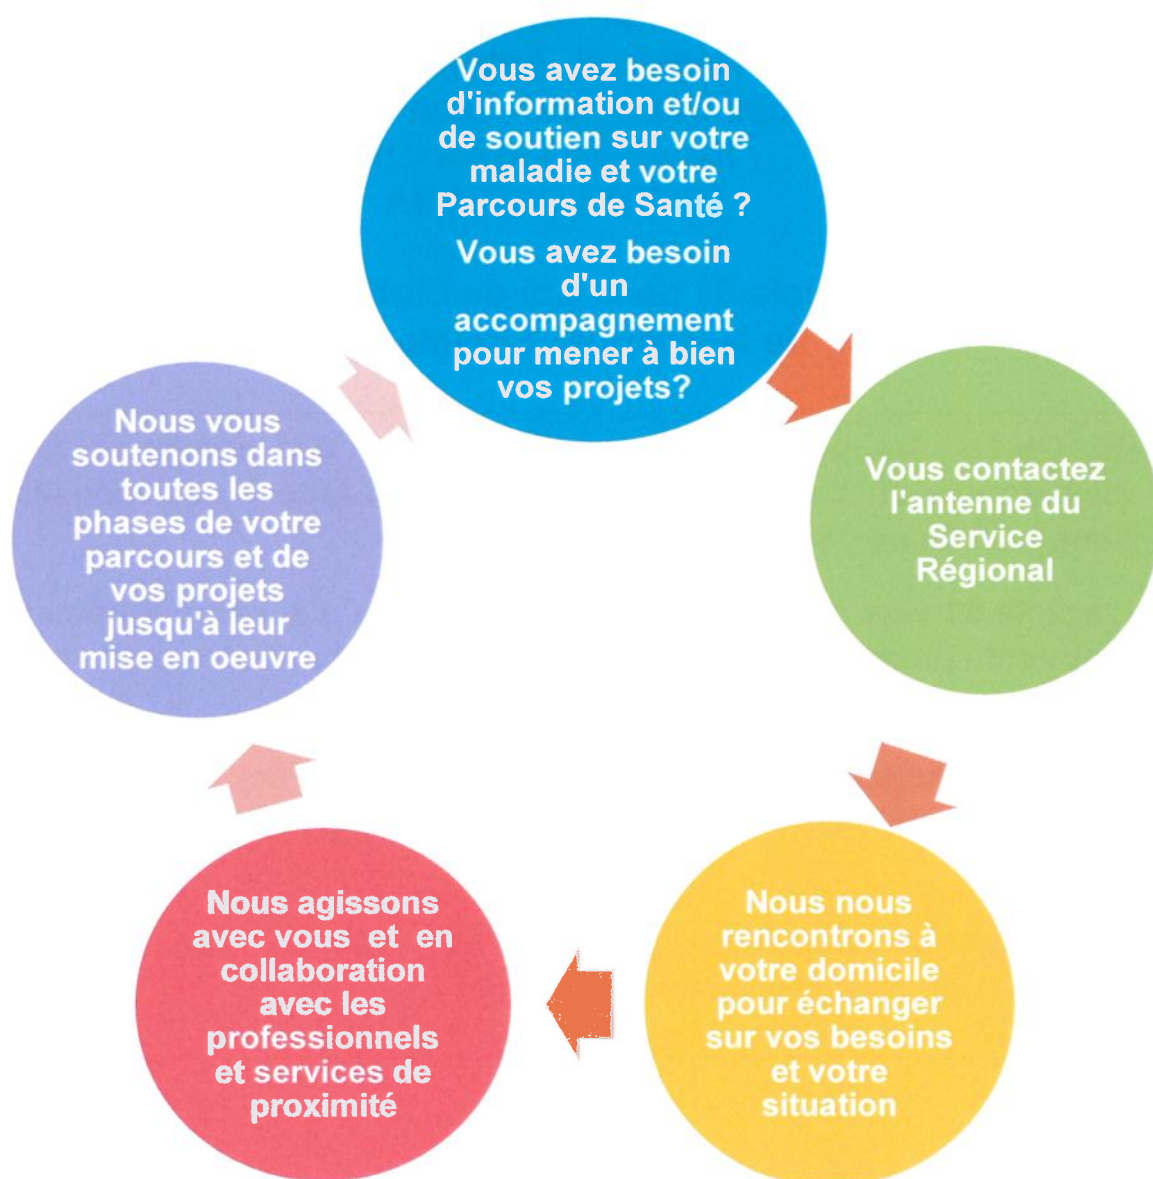 Vous avez besoin
d'information et/ou
de soutien sur votre
maladie et votre
Parcours de Santé ?
Vous avez besoin
d'un
accompagnement
pour mener à bien
vos projets?
Vous contactez
l'antenne du
Service
Régional
Nous nous
rencontrons à
votre domicile
pour échanger
sur vos besoins
et votre
situation
Nous agissons
avec vous et en
collaboration
avec les
professionnels
et services de
proximité
Nous vous
soutenons dans
toutes les
phases de votre
parcours et de
vos projets
jusqu'à leur
mise en oeuvre